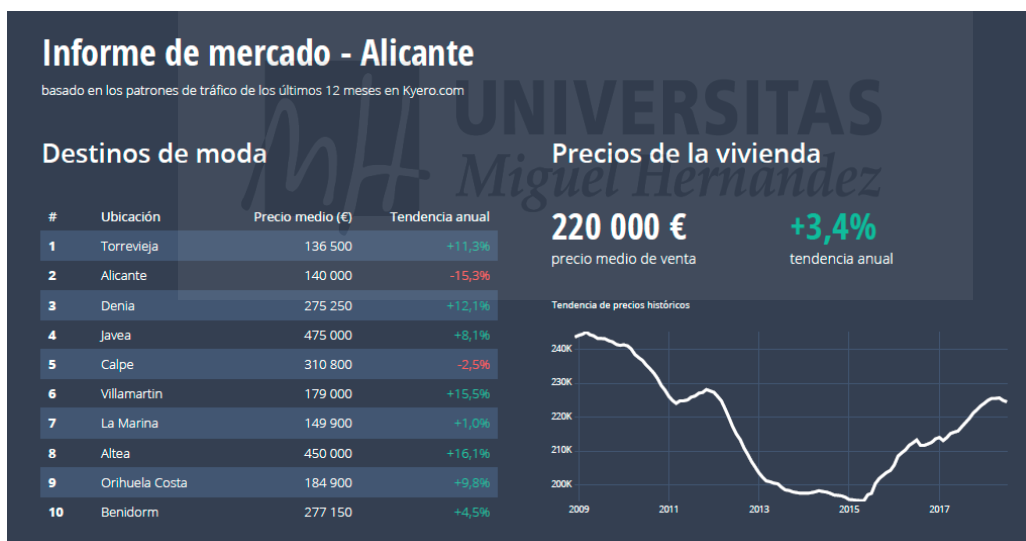 Informe de mercado - Alicante
basado en los patrones de tráfico de los últimos 12 meses en Kyero.com
UNIVERSITAS
Miguel Hernández
Destinos de moda
# Ubicación Precio medio (€) Tendencia anual
1 Torrevieja 136 500 +11,3%
2 Alicante 140 000 -15,3%
3 Denia 275 250 +12,1%
4 Javea 475 000 +8,1%
5 Calpe 310 800 -2,5%
6 Villamartin 179 000 +15,5%
7 La Marina 149 900 +1,0%
8 Altea 450 000 +16,1%
9 Orihuela Costa 184 900 +9,8%
10 Benidorm 277 150 +4,5%
Precios de la vivienda
220 000 € +3,4%
precio medio de venta tendencia anual
Tendencia de precios históricos
240K
230K
220K
210K
200K
2009 2011 2013 2015 2017